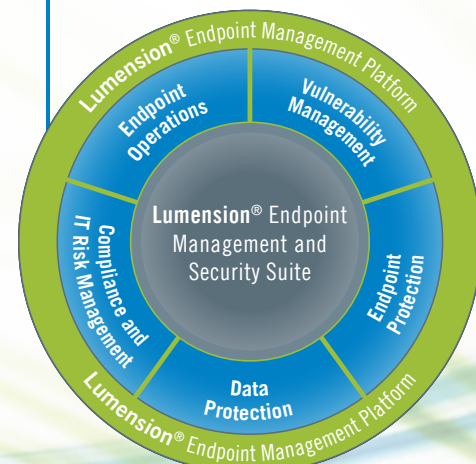 Lumension® Endpoint Management Platform
Endpoint
Operations
Vulnerability
Management
Lumension® Endpoint
Management and
Security Suite
Compliance and
IT Risk Management
Endpoint
Protection
Data
Protection
Lumension® Endpoint Management Platform